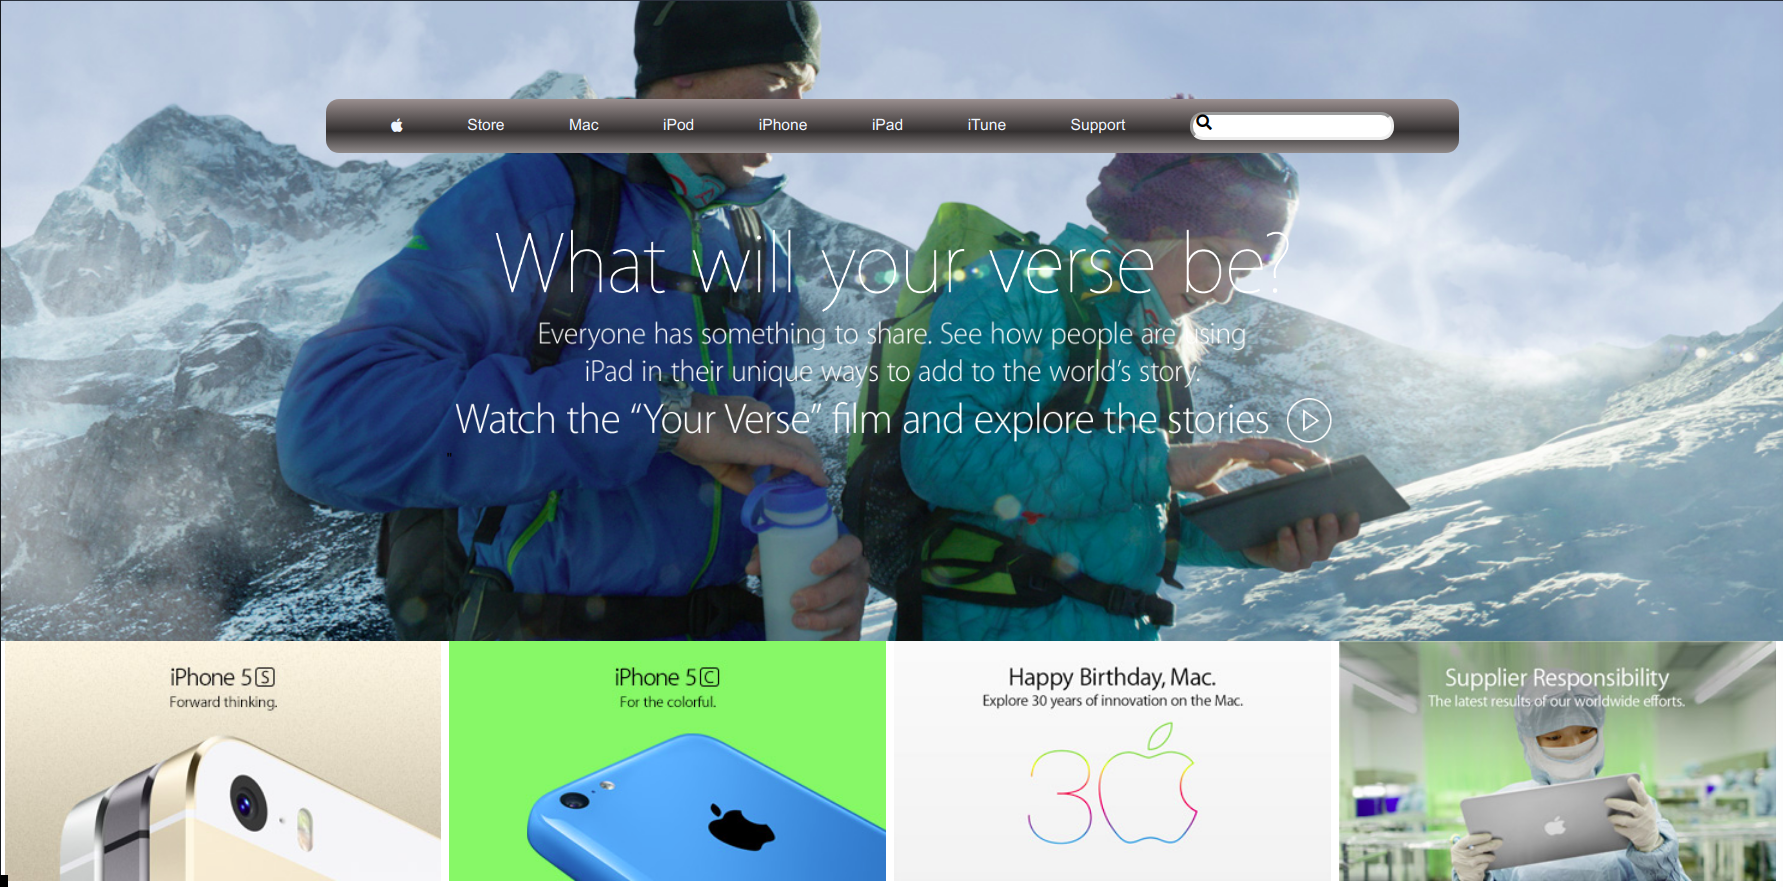 Store Mac iPod iPhone iPad iTune Support
What will your verse be?
Everyone has something to share. See how people are using
iPad in their unique ways to add to the world's story.
Watch the “Your Verse” film and explore the stories
iPhone 5S
Forward thinking.
iPhone 5C
For the colorful.
Happy Birthday, Mac.
Explore 30 years of innovation on the Mac.
30
Supplier Responsibility
The latest results of our worldwide efforts.